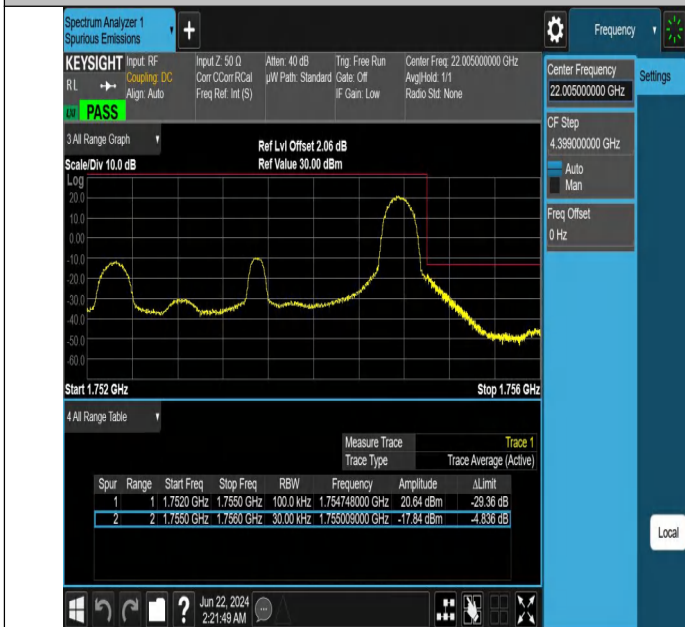 Spectrum Analyzer 1
Spurious Emissions
+
Frequency
KEYSIGHT Input: RF Input Z: 50 Ω Atten: 40 dB Trig: Free Run Center Freq: 22.005000000 GHz
RL Coupling: DC Corr CCorr RCal µW Path: Standard Gate: Off Avg|Hold: 1/1
Align: Auto Freq Ref: Int (S) IF Gain: Low Radio Std: None
PASS
3 All Range Graph
Ref Lvl Offset 2.06 dB
Scale/Div 10.0 dB Ref Value 30.00 dBm
Log
20.0
10.0
0.00
-10.0
-20.0
-30.0
-40.0
-50.0
-60.0
Start 1.752 GHz Stop 1.756 GHz
4 All Range Table
Measure Trace Trace 1
Trace Type Trace Average (Active)
Spur Range Start Freq Stop Freq RBW Frequency Amplitude ΔLimit
1 1 1.7520 GHz 1.7550 GHz 100.0 kHz 1.754748000 GHz 20.64 dBm -29.36 dB
2 2 1.7550 GHz 1.7560 GHz 30.00 kHz 1.755009000 GHz -17.84 dBm -4.836 dB
Center Frequency
22.005000000 GHz
Settings
CF Step
4.399000000 GHz
Auto
Man
Freq Offset
0 Hz
Local
?
Jun 22, 2024
2:21:49 AM